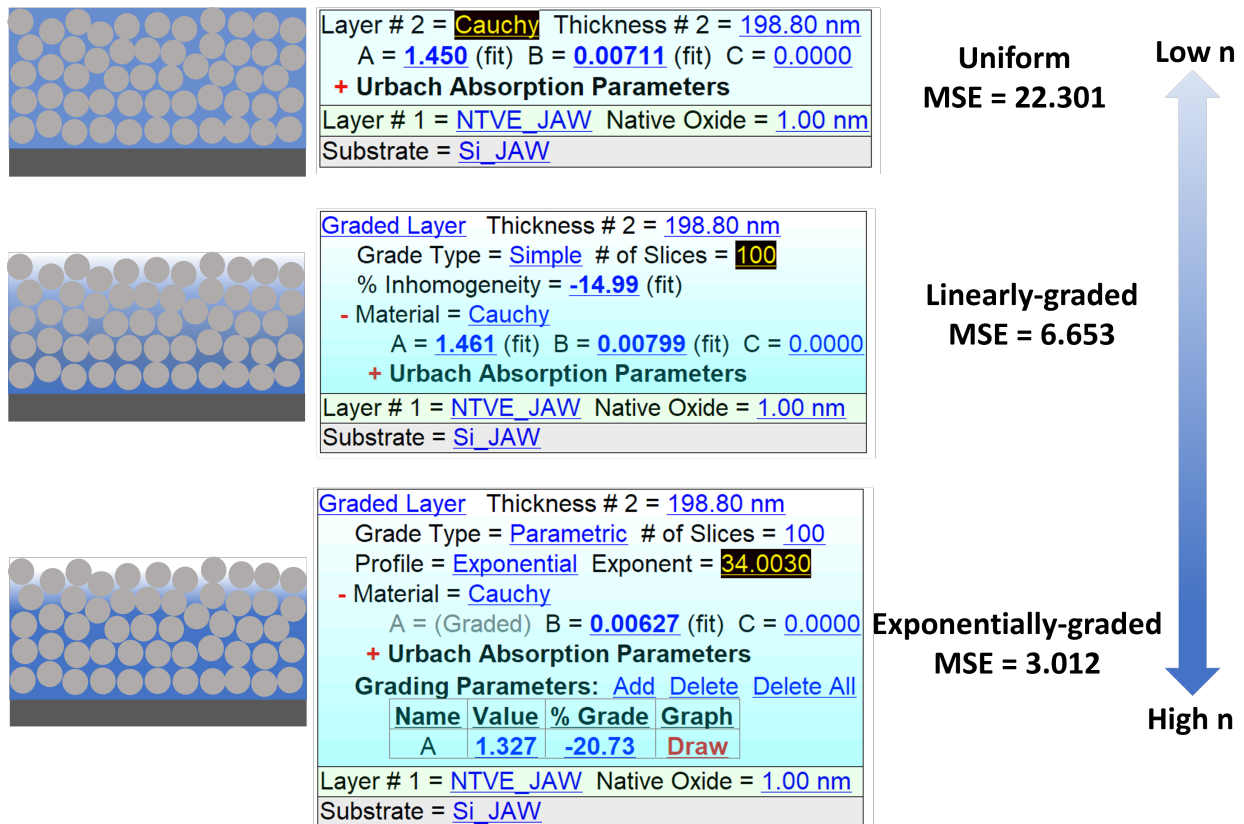 Layer # 2 = Cauchy Thickness # 2 = 198.80 nm
A = 1.450 (fit) B = 0.00711 (fit) C = 0.0000
+ Urbach Absorption Parameters
Layer # 1 = NTVE_JAW Native Oxide = 1.00 nm
Substrate = Si_JAW
Uniform
MSE = 22.301
Low n
Graded Layer Thickness # 2 = 198.80 nm
Grade Type = Simple # of Slices = 100
% Inhomogeneity = -14.99 (fit)
- Material = Cauchy
A = 1.461 (fit) B = 0.00799 (fit) C = 0.0000
+ Urbach Absorption Parameters
Layer # 1 = NTVE_JAW Native Oxide = 1.00 nm
Substrate = Si_JAW
Linearly-graded
MSE = 6.653
Graded Layer Thickness # 2 = 198.80 nm
Grade Type = Parametric # of Slices = 100
Profile = Exponential Exponent = 34.0030
- Material = Cauchy
A = (Graded) B = 0.00627 (fit) C = 0.0000
+ Urbach Absorption Parameters
Grading Parameters: Add Delete Delete All
Name Value % Grade Graph
A 1.327 -20.73 Draw
Layer # 1 = NTVE_JAW Native Oxide = 1.00 nm
Substrate = Si_JAW
Exponentially-graded
MSE = 3.012
High n